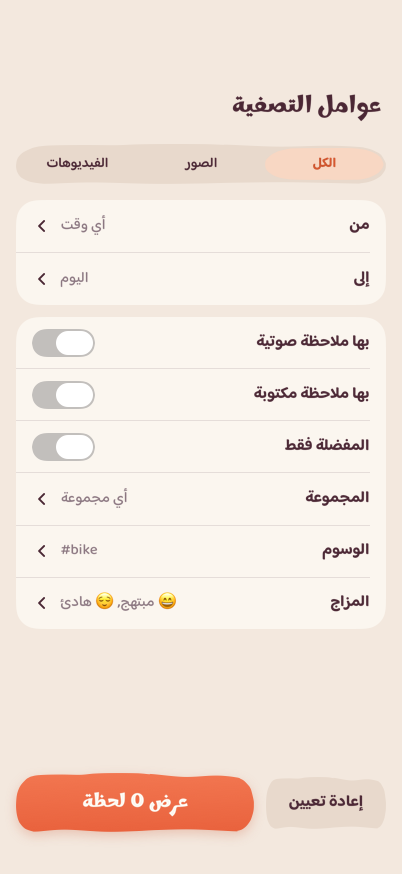 عوامل التصفية
الكل
الصور
الفيديوهات
من
أي وقت
إلى
اليوم
بها ملاحظة صوتية
بها ملاحظة مكتوبة
المفضلة فقط
المجموعة
أي مجموعة
الوسوم
#bike
المزاج
😄 مبتهج, 😌 هادئ
إعادة تعيين
عرض 0 لحظة